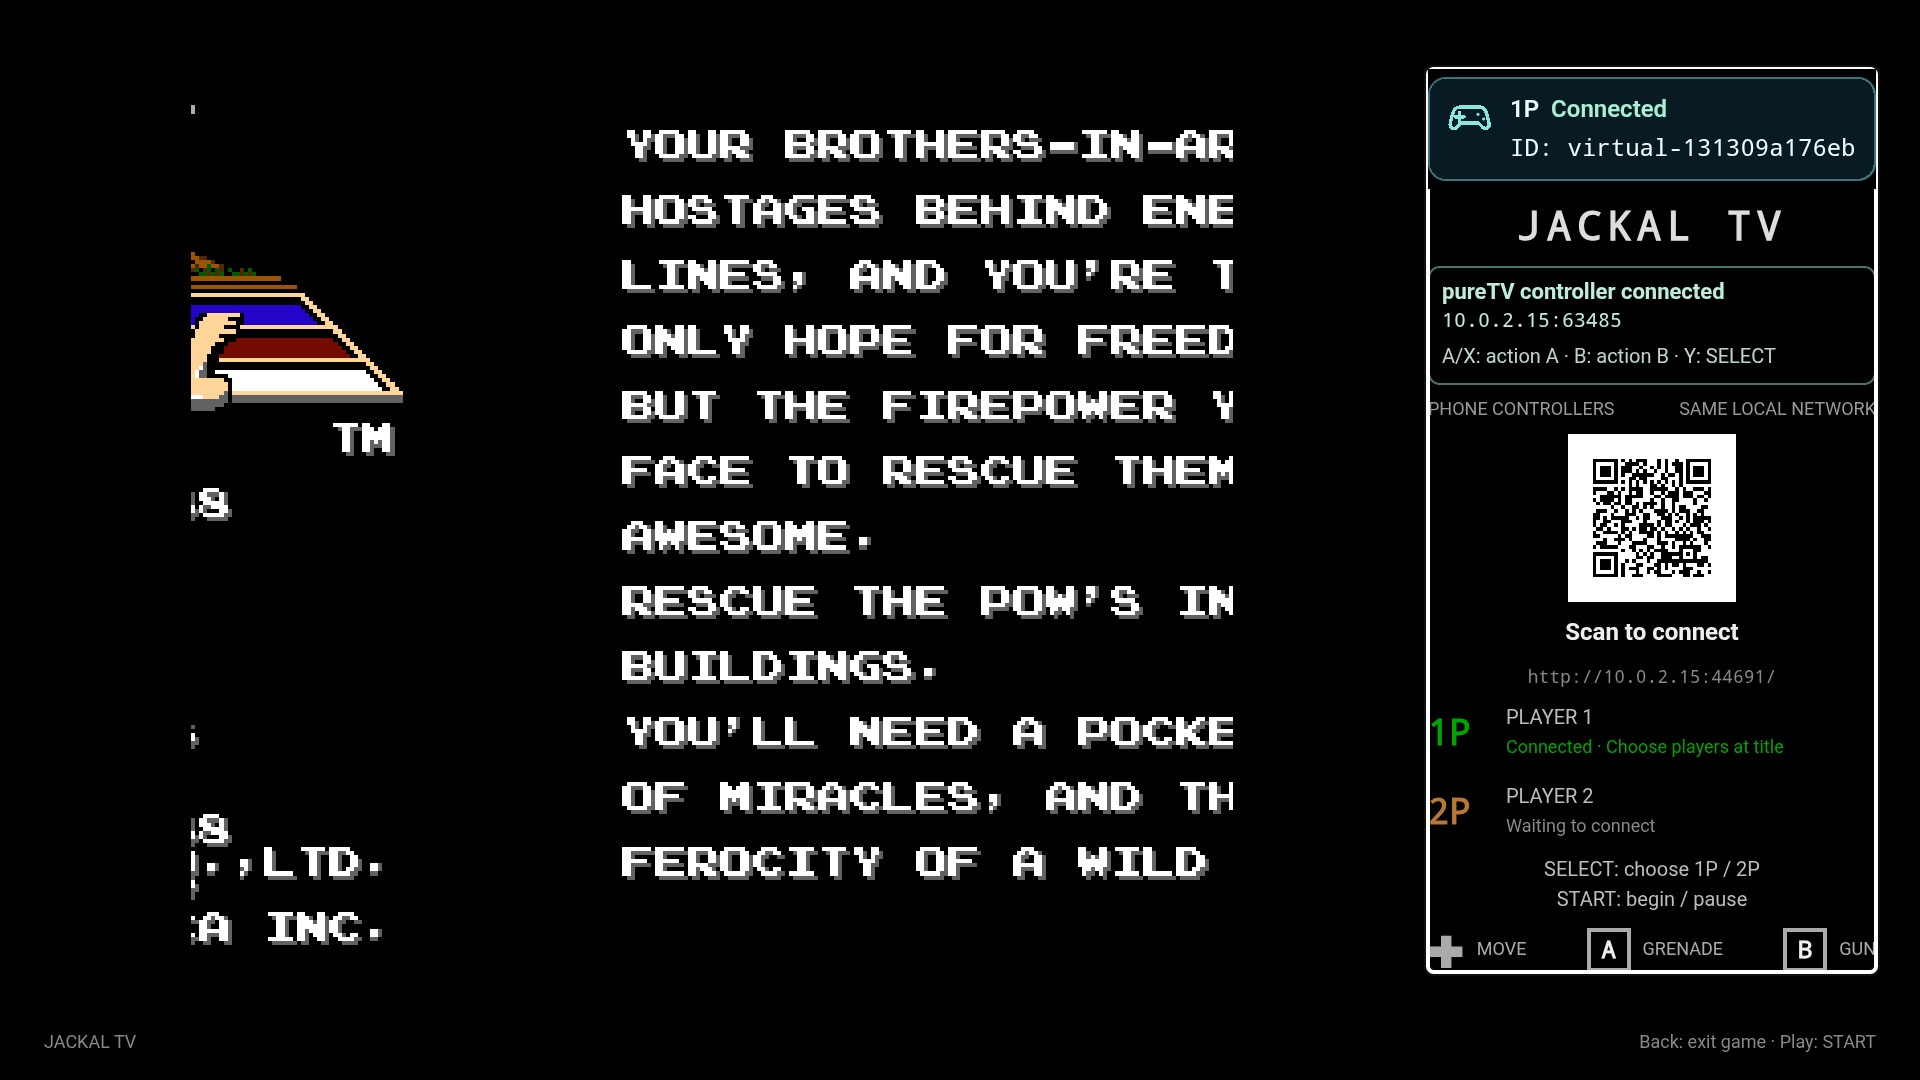 TM
S
.,LTD.
A INC.
YOUR BROTHERS-IN-AR
HOSTAGES BEHIND ENE
LINES, AND YOU'RE T
ONLY HOPE FOR FREED
BUT THE FIREPOWER Y
FACE TO RESCUE THEM
AWESOME.
RESCUE THE POW'S IN
BUILDINGS.
YOU'LL NEED A POCKE
OF MIRACLES, AND TH
FEROCITY OF A WILD
1P Connected
ID: virtual-131309a176eb
JACKAL TV
pureTV controller connected
10.0.2.15:63485
A/X: action A · B: action B · Y: SELECT
PHONE CONTROLLERS SAME LOCAL NETWORK
Scan to connect
http://10.0.2.15:44691/
1P PLAYER 1
Connected · Choose players at title
2P PLAYER 2
Waiting to connect
SELECT: choose 1P / 2P
START: begin / pause
MOVE A GRENADE B GUN
JACKAL TV
Back: exit game · Play: START